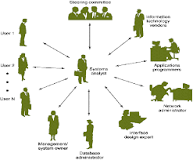 Steering committee
Information
technology
vendors
User 1
User 2
Systems
analyst
Applications
programmers
User N
Network
administrator
Management/
system owner
Database
administrator
Interface
design expert